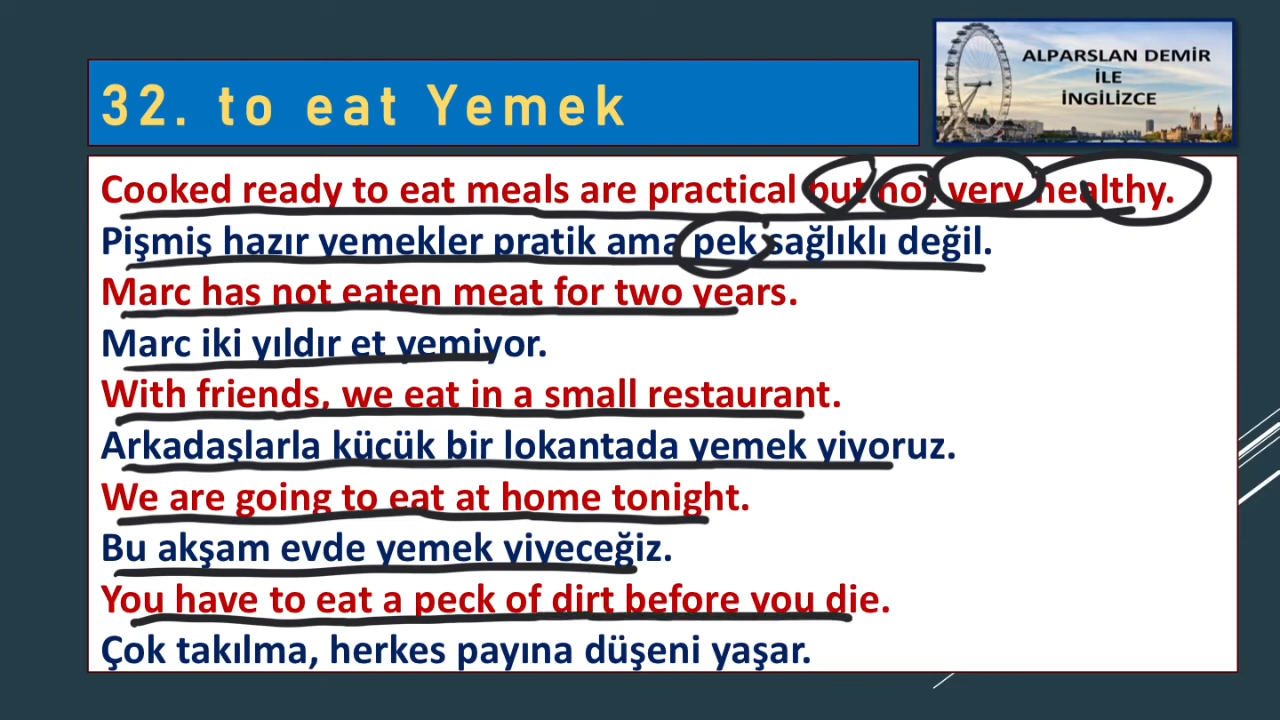 32. to eat Yemek
ALPARSLAN DEMİR
İLE
İNGİLİZCE
Cooked ready to eat meals are practical but not very healthy.
Pişmiş hazır yemekler pratik ama pek sağlıklı değil.
Marc has not eaten meat for two years.
Marc iki yıldır et yemiyor.
With friends, we eat in a small restaurant.
Arkadaşlarla küçük bir lokantada yemek yiyoruz.
We are going to eat at home tonight.
Bu akşam evde yemek yiyeceğiz.
You have to eat a peck of dirt before you die.
Çok takılma, herkes payına düşeni yaşar.